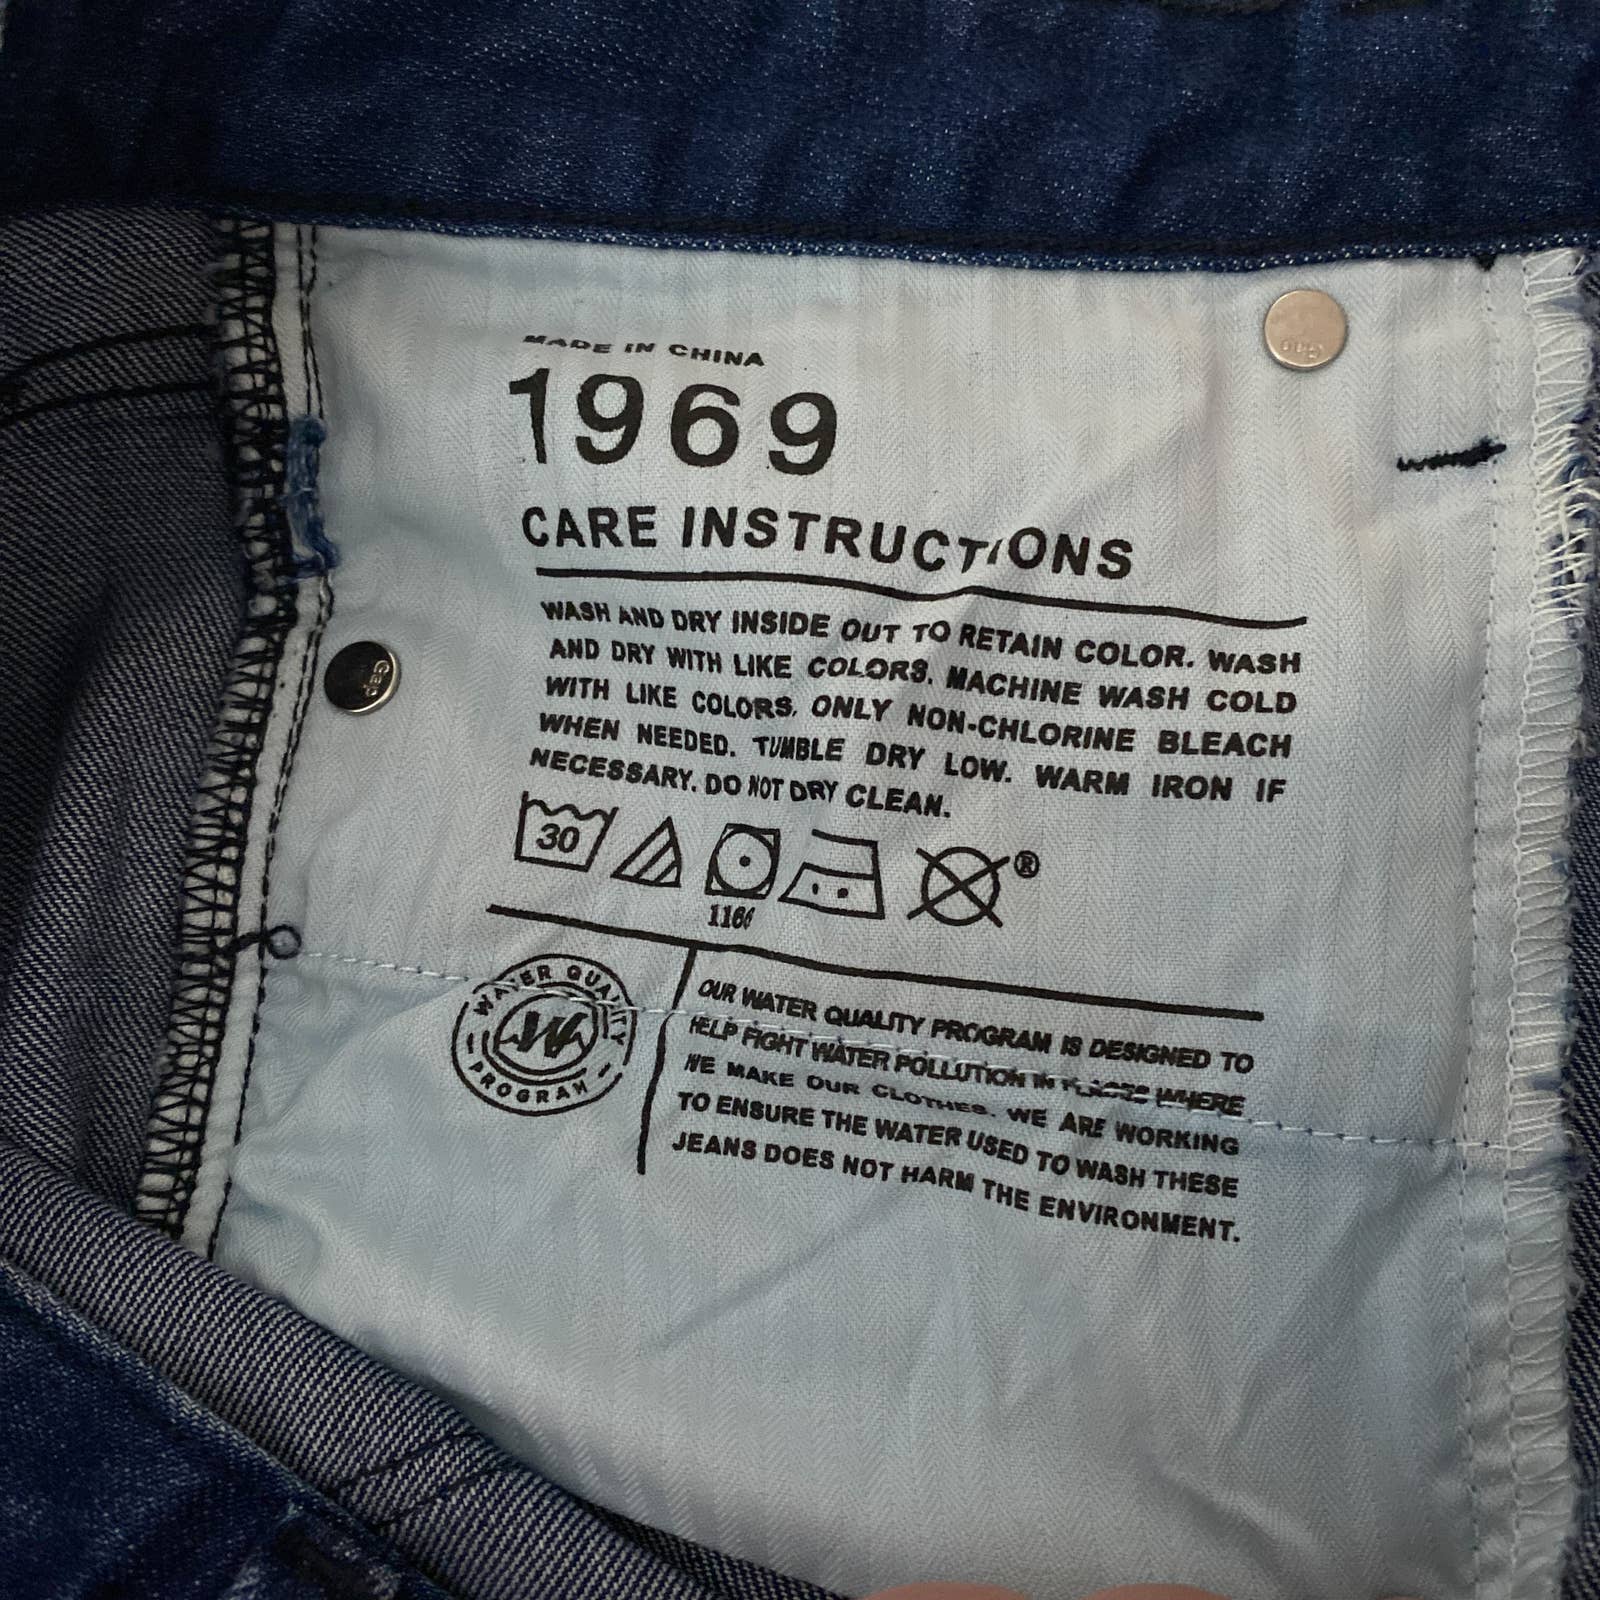 MADE IN CHINA
1969
CARE INSTRUCTIONS
WASH AND DRY INSIDE OUT TO RETAIN COLOR. WASH
AND DRY WITH LIKE COLORS. MACHINE WASH COLD
WITH LIKE COLORS. ONLY NON-CHLORINE BLEACH
WHEN NEEDED. TUMBLE DRY LOW. WARM IRON IF
NECESSARY. DO NOT DRY CLEAN.
30
®
WATER QUALITY
W
PROGRAM
OUR WATER QUALITY PROGRAM IS DESIGNED TO
HELP FIGHT WATER POLLUTION IN PLACES WHERE
WE MAKE OUR CLOTHES. WE ARE WORKING
TO ENSURE THE WATER USED TO WASH THESE
JEANS DOES NOT HARM THE ENVIRONMENT.
Gap
Gap